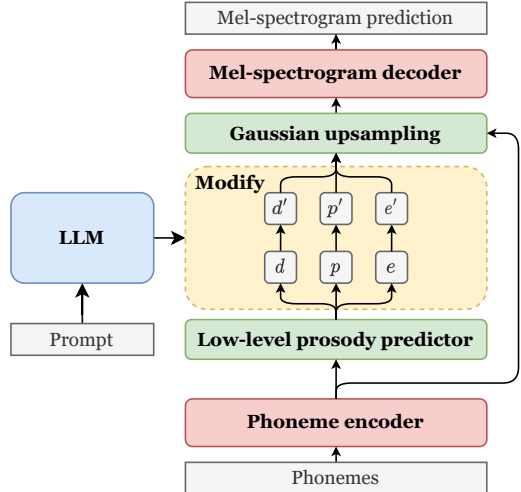 Mel-spectrogram prediction
Mel-spectrogram decoder
Gaussian upsampling
Modify
d′ p′ e′
LLM
d p e
Prompt
Low-level prosody predictor
Phoneme encoder
Phonemes